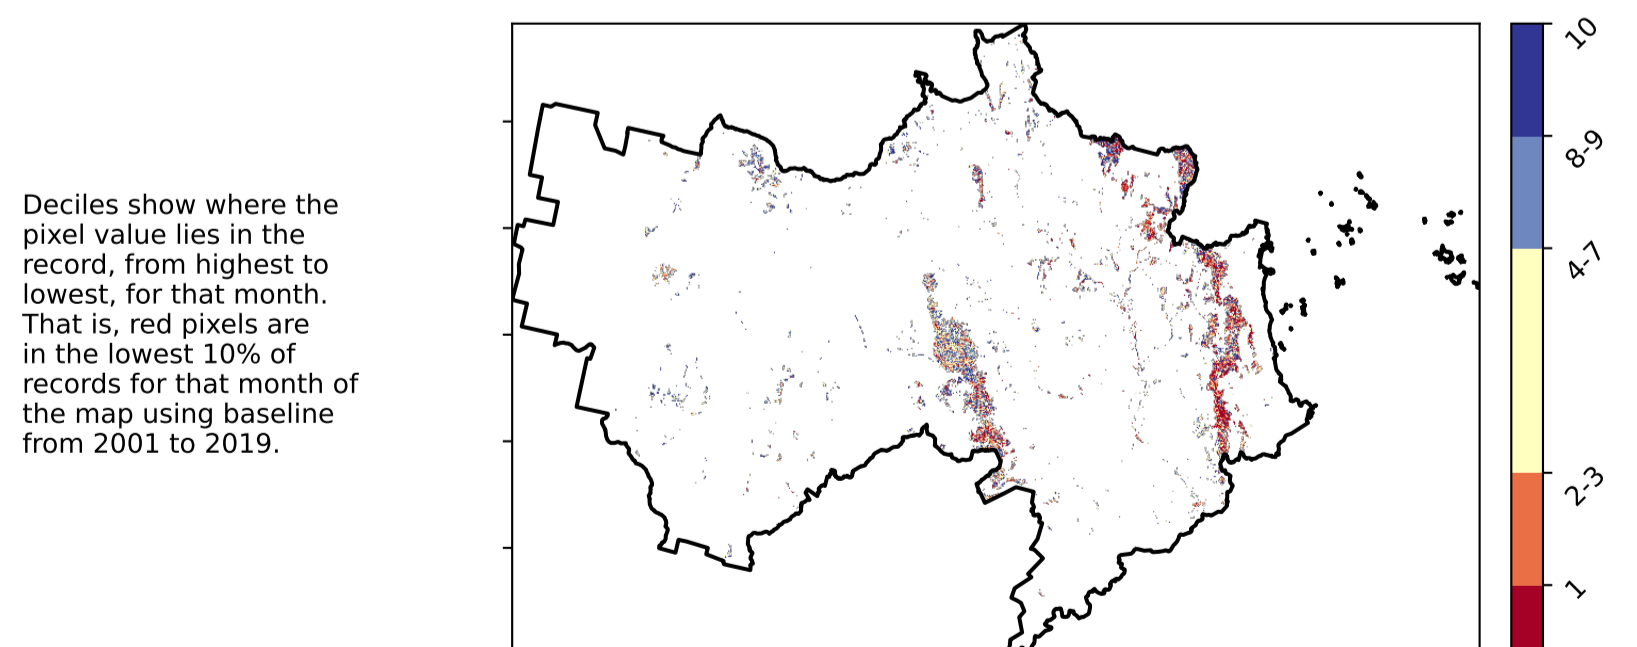 Deciles show where the
pixel value lies in the
record, from highest to
lowest, for that month.
That is, red pixels are
in the lowest 10% of
records for that month of
the map using baseline
from 2001 to 2019.
10
8-9
4-7
2-3
1